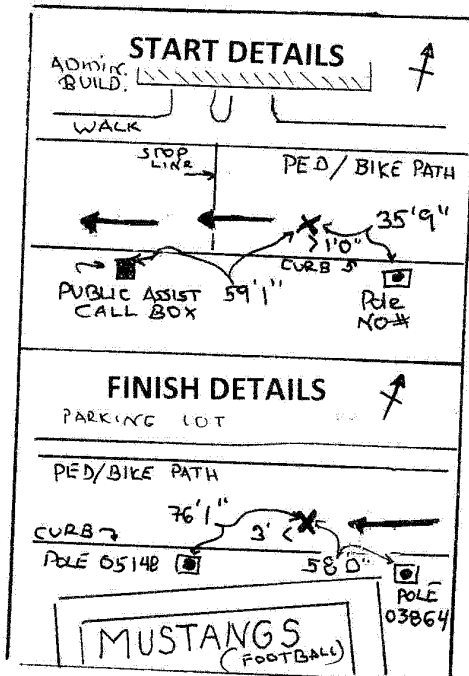 START DETAILS
ADMIN.
BUILD.
WALK
STOP
LINE
PED/BIKE PATH
35'9"
1'0"
CURB
PUBLIC ASSIST
CALL BOX
59'1"
Pole
NO#
FINISH DETAILS
PARKING LOT
PED/BIKE PATH
76'1"
3'
CURB
POLE 05148
58'0"
POLE
03864
MUSTANGS
(FOOTBALL)